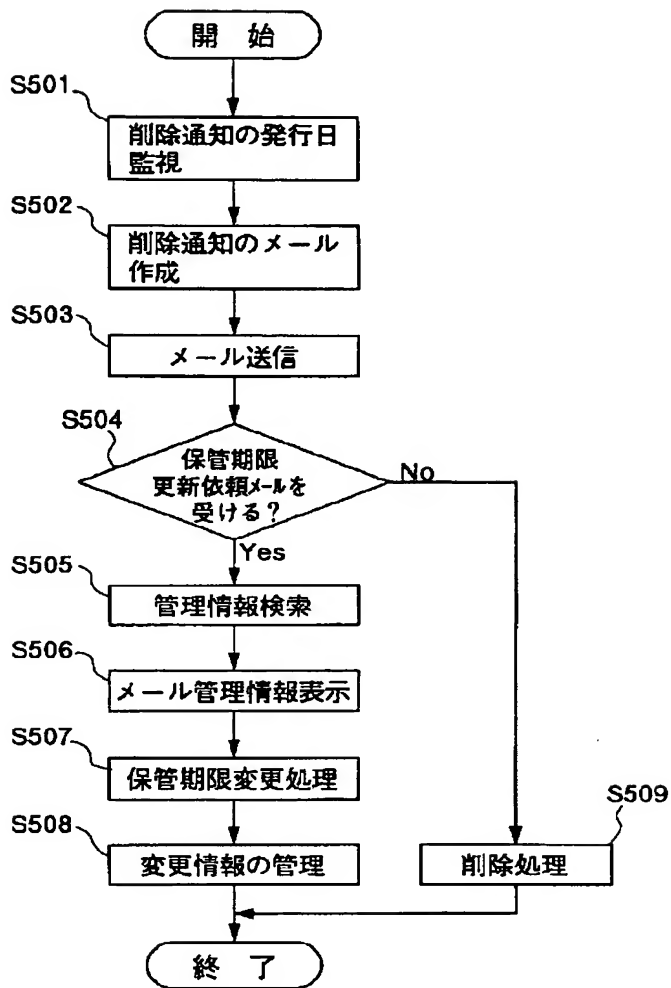 開 始
S501
削除通知の発行日
監視
S502
削除通知のメール
作成
S503
メール送信
S504
保管期限
更新依頼メールを
受ける?
No
Yes
S505
管理情報検索
S506
メール管理情報表示
S507
保管期限変更処理
S508
変更情報の管理
S509
削除処理
終 了